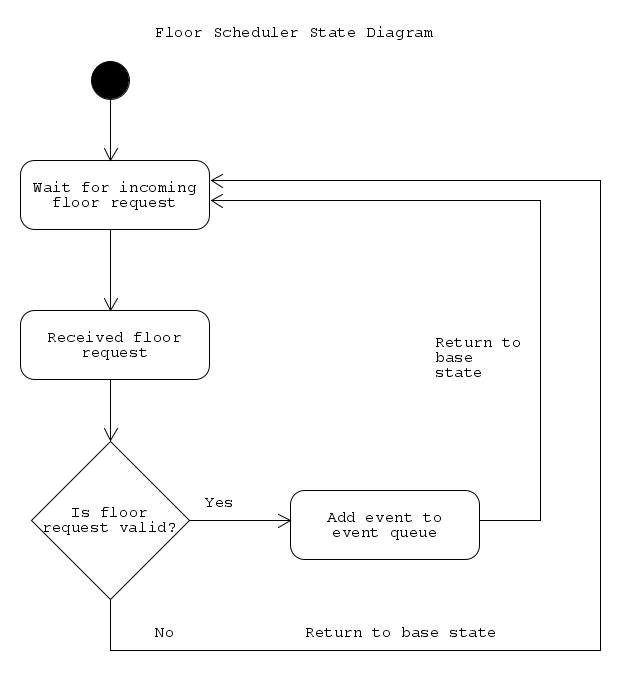 Floor Scheduler State Diagram
Wait for incoming
floor request
Received floor
request
Return to
base
state
Is floor
request valid?
Yes
Add event to
event queue
No
Return to base state